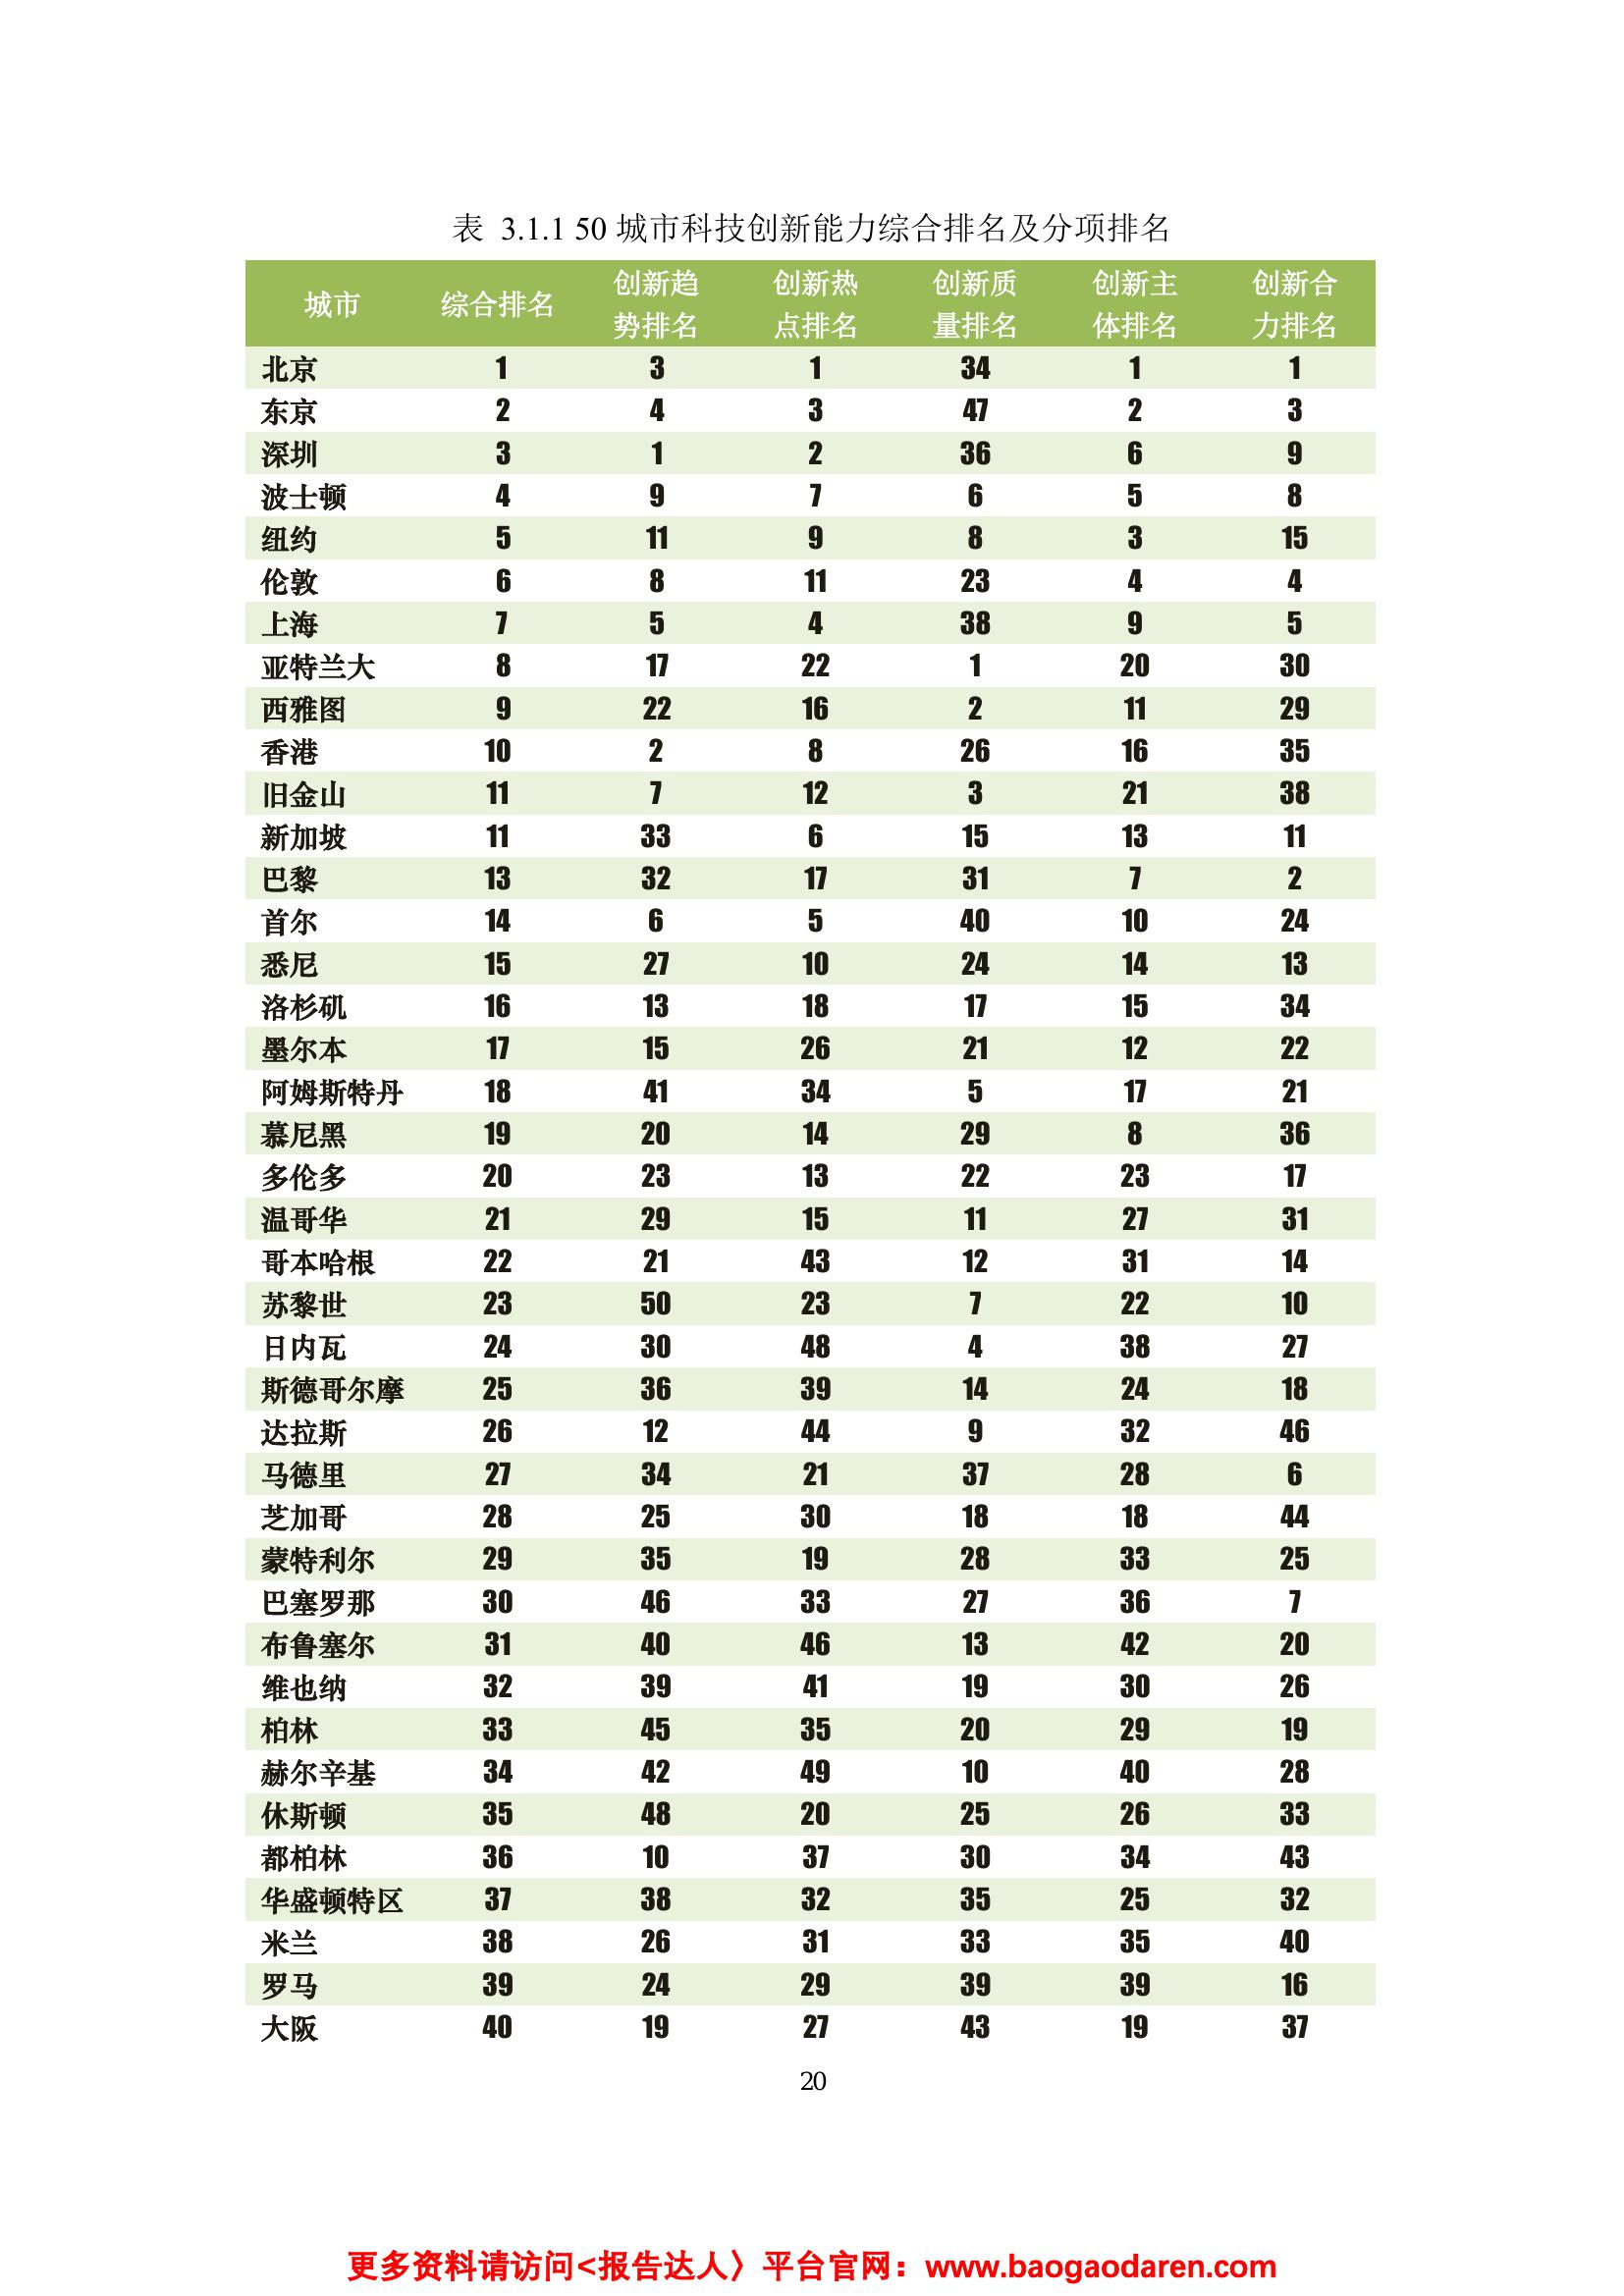 表 3.1.1 50 城市科技创新能力综合排名及分项排名
城市 综合排名 创新趋势排名 创新热点排名 创新质量排名 创新主体排名 创新合力排名
北京 1 3 1 34 1 1
东京 2 4 3 47 2 3
深圳 3 1 2 36 6 9
波士顿 4 9 7 6 5 8
纽约 5 11 9 8 3 15
伦敦 6 8 11 23 4 4
上海 7 5 4 38 9 5
亚特兰大 8 17 22 1 20 30
西雅图 9 22 16 2 11 29
香港 10 2 8 26 16 35
旧金山 11 7 12 3 21 38
新加坡 11 33 6 15 13 11
巴黎 13 32 17 31 7 2
首尔 14 6 5 40 10 24
悉尼 15 27 10 24 14 13
洛杉矶 16 13 18 17 15 34
墨尔本 17 15 26 21 12 22
阿姆斯特丹 18 41 34 5 17 21
慕尼黑 19 20 14 29 8 36
多伦多 20 23 13 22 23 17
温哥华 21 29 15 11 27 31
哥本哈根 22 21 43 12 31 14
苏黎世 23 50 23 7 22 10
日内瓦 24 30 48 4 38 27
斯德哥尔摩 25 36 39 14 24 18
达拉斯 26 12 44 9 32 46
马德里 27 34 21 37 28 6
芝加哥 28 25 30 18 18 44
蒙特利尔 29 35 19 28 33 25
巴塞罗那 30 46 33 27 36 7
布鲁塞尔 31 40 46 13 42 20
维也纳 32 39 41 19 30 26
柏林 33 45 35 20 29 19
赫尔辛基 34 42 49 10 40 28
休斯顿 35 48 20 25 26 33
都柏林 36 10 37 30 34 43
华盛顿特区 37 38 32 35 25 32
米兰 38 26 31 33 35 40
罗马 39 24 29 39 39 16
大阪 40 19 27 43 19 37
20
更多资料请访问<报告达人〉平台官网：www.baogaodaren.com